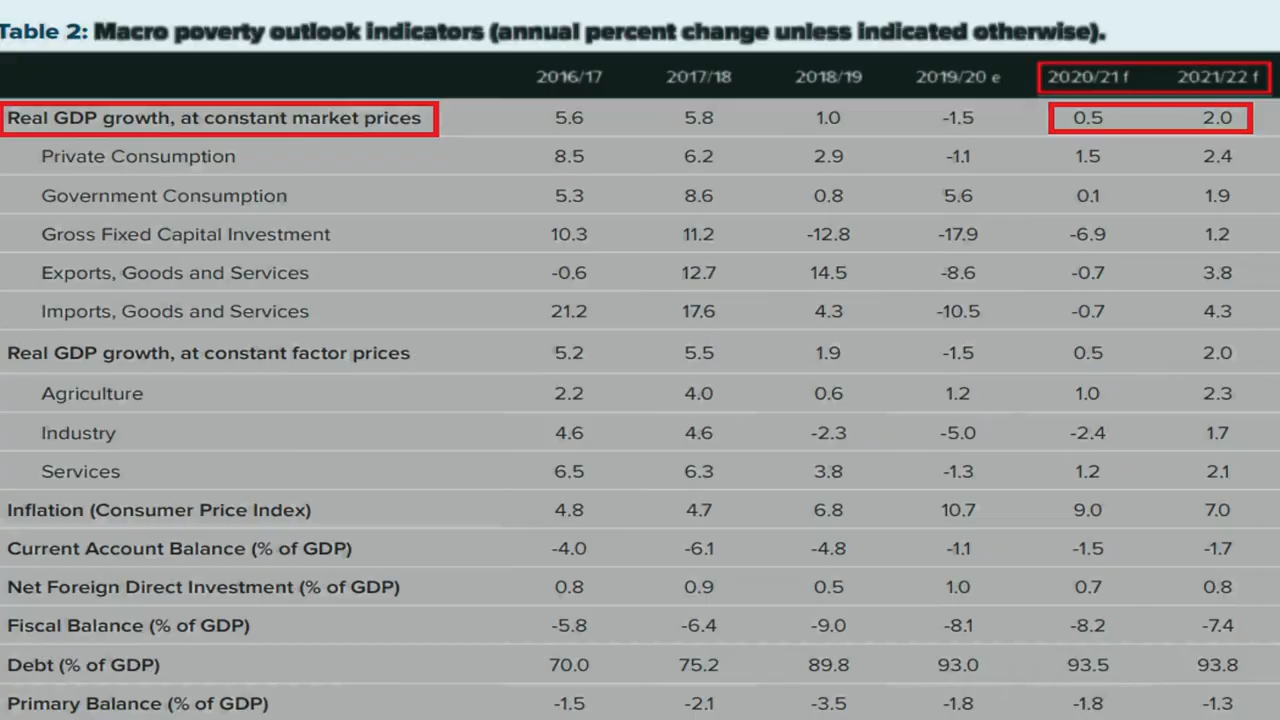 Table 2: Macro poverty outlook indicators (annual percent change unless indicated otherwise).
2016/17 2017/18 2018/19 2019/20 e 2020/21 f 2021/22 f
Real GDP growth, at constant market prices 5.6 5.8 1.0 -1.5 0.5 2.0
Private Consumption 8.5 6.2 2.9 -1.1 1.5 2.4
Government Consumption 5.3 8.6 0.8 5.6 0.1 1.9
Gross Fixed Capital Investment 10.3 11.2 -12.8 -17.9 -6.9 1.2
Exports, Goods and Services -0.6 12.7 14.5 -8.6 -0.7 3.8
Imports, Goods and Services 21.2 17.6 4.3 -10.5 -0.7 4.3
Real GDP growth, at constant factor prices 5.2 5.5 1.9 -1.5 0.5 2.0
Agriculture 2.2 4.0 0.6 1.2 1.0 2.3
Industry 4.6 4.6 -2.3 -5.0 -2.4 1.7
Services 6.5 6.3 3.8 -1.3 1.2 2.1
Inflation (Consumer Price Index) 4.8 4.7 6.8 10.7 9.0 7.0
Current Account Balance (% of GDP) -4.0 -6.1 -4.8 -1.1 -1.5 -1.7
Net Foreign Direct Investment (% of GDP) 0.8 0.9 0.5 1.0 0.7 0.8
Fiscal Balance (% of GDP) -5.8 -6.4 -9.0 -8.1 -8.2 -7.4
Debt (% of GDP) 70.0 75.2 89.8 93.0 93.5 93.8
Primary Balance (% of GDP) -1.5 -2.1 -3.5 -1.8 -1.8 -1.3